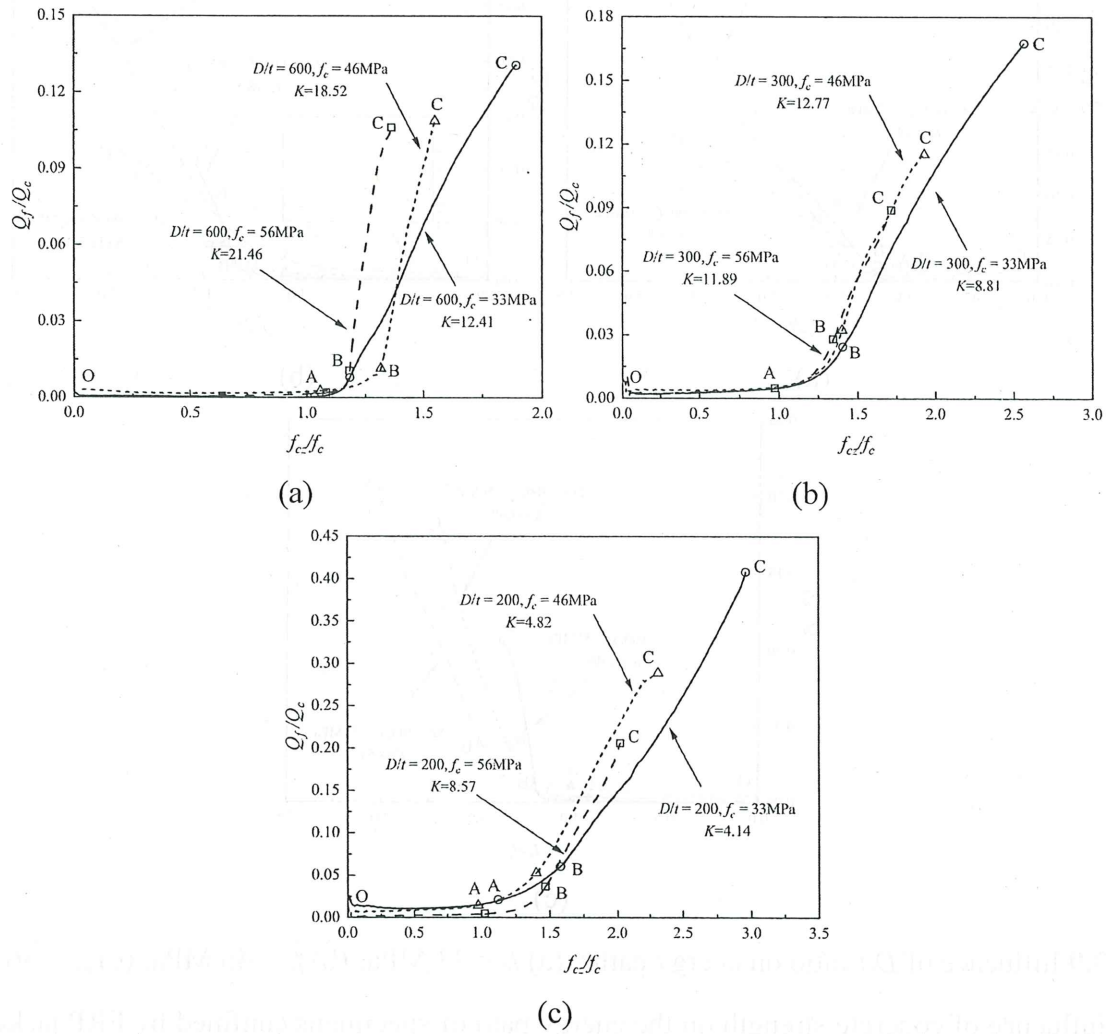 0.15
0.12
0.09
0.06
0.03
0.00
Q_f/Q_c
0.0
0.5
1.0
1.5
2.0
f_cz/f_c
O
A
B
B
C
C
C
D/t = 600, f_c = 46MPa
K=18.52
D/t = 600, f_c = 56MPa
K=21.46
D/t = 600, f_c = 33MPa
K=12.41
(a)
0.18
0.15
0.12
0.09
0.06
0.03
0.00
Q_f/Q_c
0.0
0.5
1.0
1.5
2.0
2.5
3.0
f_cz/f_c
O
A
B
B
C
C
C
D/t = 300, f_c = 46MPa
K=12.77
D/t = 300, f_c = 56MPa
K=11.89
D/t = 300, f_c = 33MPa
K=8.81
(b)
0.45
0.40
0.35
0.30
0.25
0.20
0.15
0.10
0.05
0.00
Q_f/Q_c
0.0
0.5
1.0
1.5
2.0
2.5
3.0
3.5
f_cz/f_c
O
A
A
B
B
C
C
C
D/t = 200, f_c = 46MPa
K=4.82
D/t = 200, f_c = 56MPa
K=8.57
D/t = 200, f_c = 33MPa
K=4.14
(c)